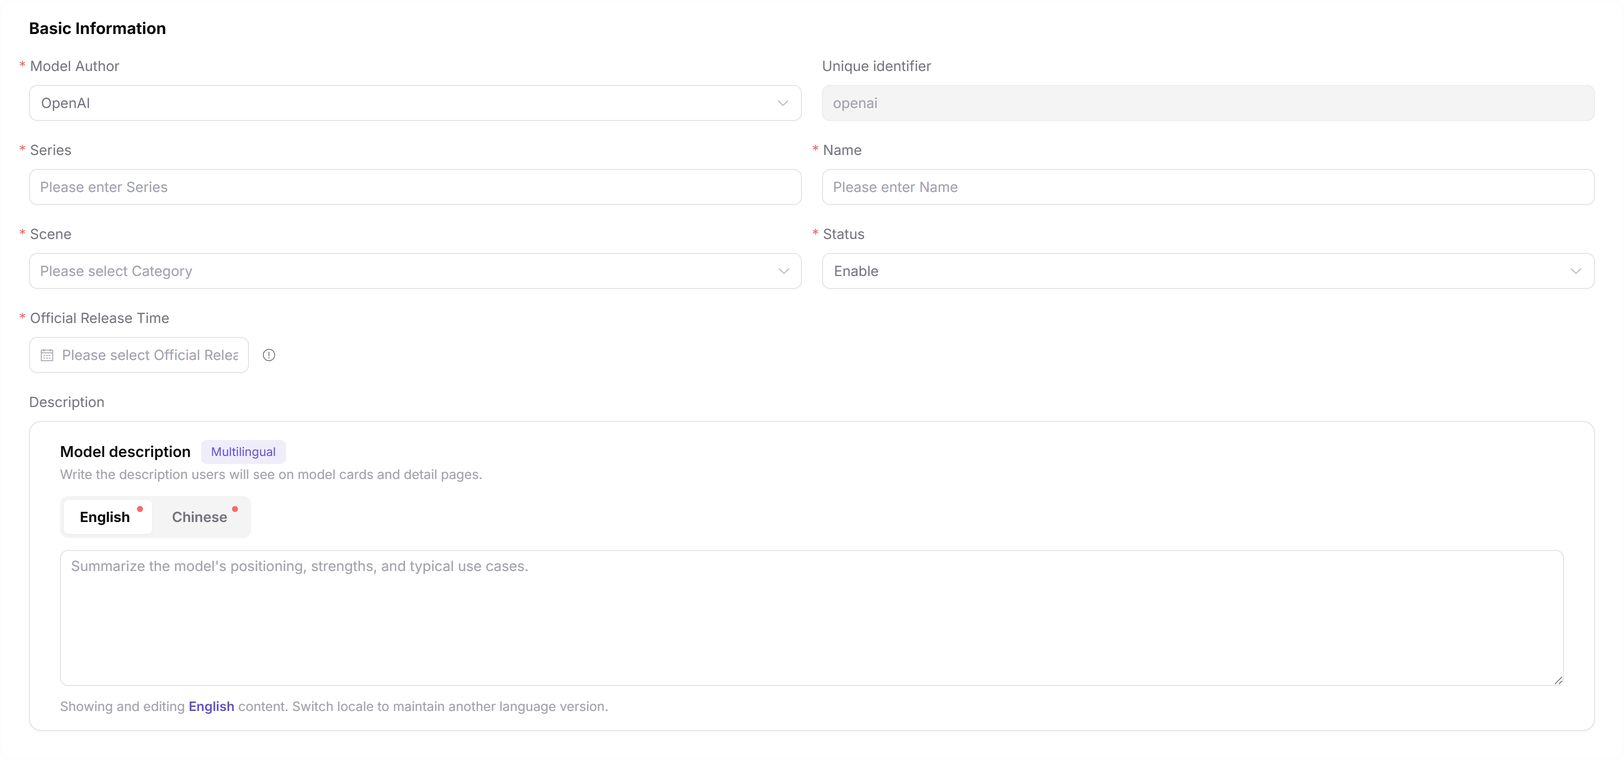 Basic Information
* Model Author
Unique identifier
OpenAI
openai
* Series
* Name
Please enter Series
Please enter Name
* Scene
* Status
Please select Category
Enable
* Official Release Time
Please select Official Relea
Description
Model description
Multilingual
Write the description users will see on model cards and detail pages.
English
Chinese
Summarize the model's positioning, strengths, and typical use cases.
Showing and editing English content. Switch locale to maintain another language version.